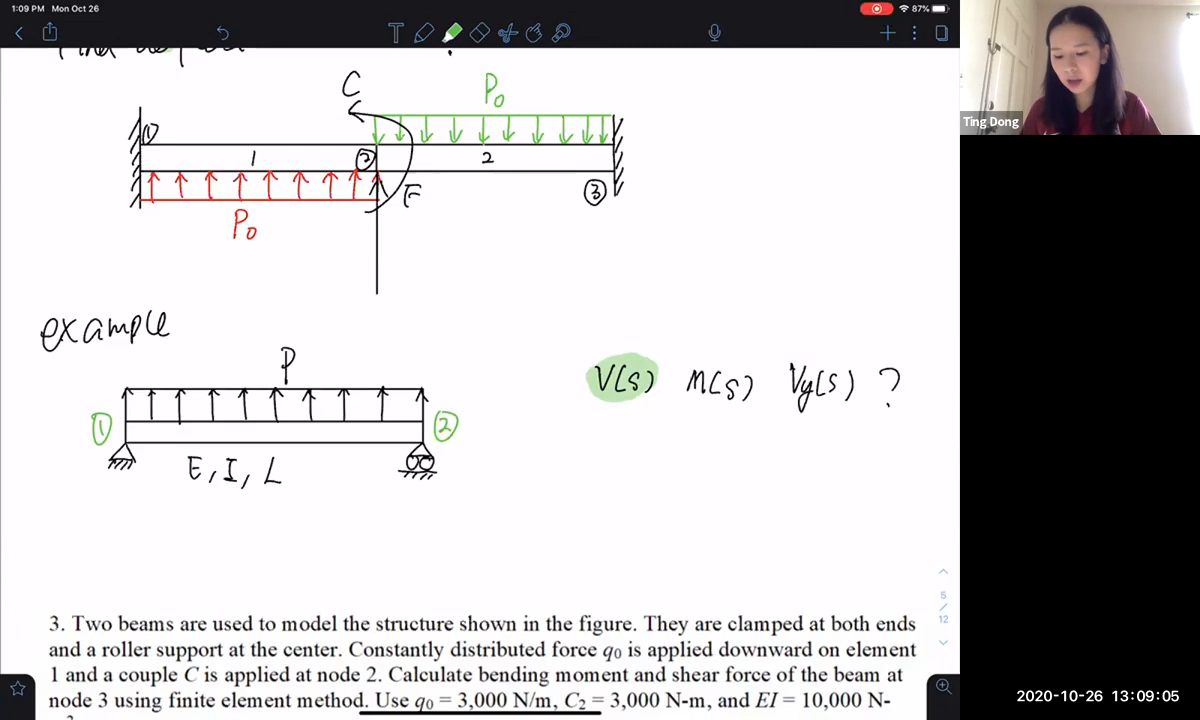 1:09 PM Mon Oct 26
87%
C
P₀
①
1
②
2
F
③
P₀
Ting Dong
example
P
V(s) M(s) Vy(s) ?
①
②
E, I, L
5
/
12
3. Two beams are used to model the structure shown in the figure. They are clamped at both ends
and a roller support at the center. Constantly distributed force q₀ is applied downward on element
1 and a couple C is applied at node 2. Calculate bending moment and shear force of the beam at
node 3 using finite element method. Use q₀ = 3,000 N/m, C₂ = 3,000 N-m, and EI = 10,000 N-
2020-10-26 13:09:05